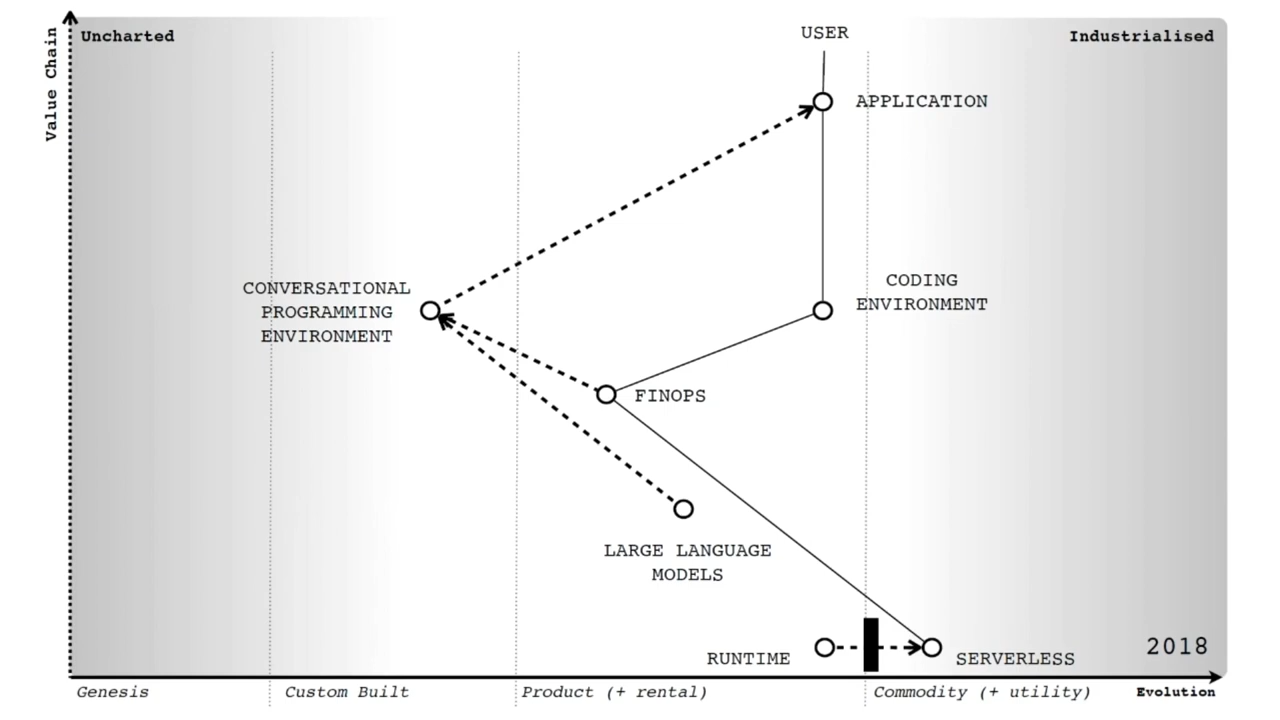 Value Chain
Uncharted
USER
Industrialised
APPLICATION
CONVERSATIONAL
PROGRAMMING
ENVIRONMENT
CODING
ENVIRONMENT
FINOPS
LARGE LANGUAGE
MODELS
RUNTIME
SERVERLESS
2018
Genesis
Custom Built
Product (+ rental)
Commodity (+ utility)
Evolution